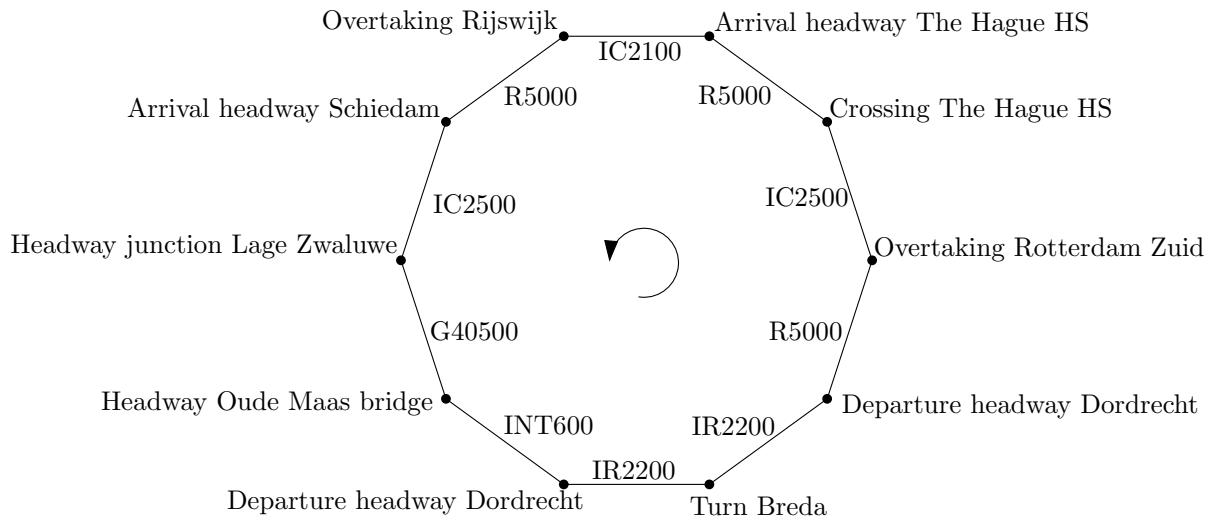 Overtaking Rijswijk
Arrival headway The Hague HS
IC2100
R5000
R5000
Arrival headway Schiedam
Crossing The Hague HS
IC2500
IC2500
Headway junction Lage Zwaluwe
Overtaking Rotterdam Zuid
G40500
R5000
Headway Oude Maas bridge
Departure headway Dordrecht
INT600
IR2200
IR2200
Departure headway Dordrecht
Turn Breda